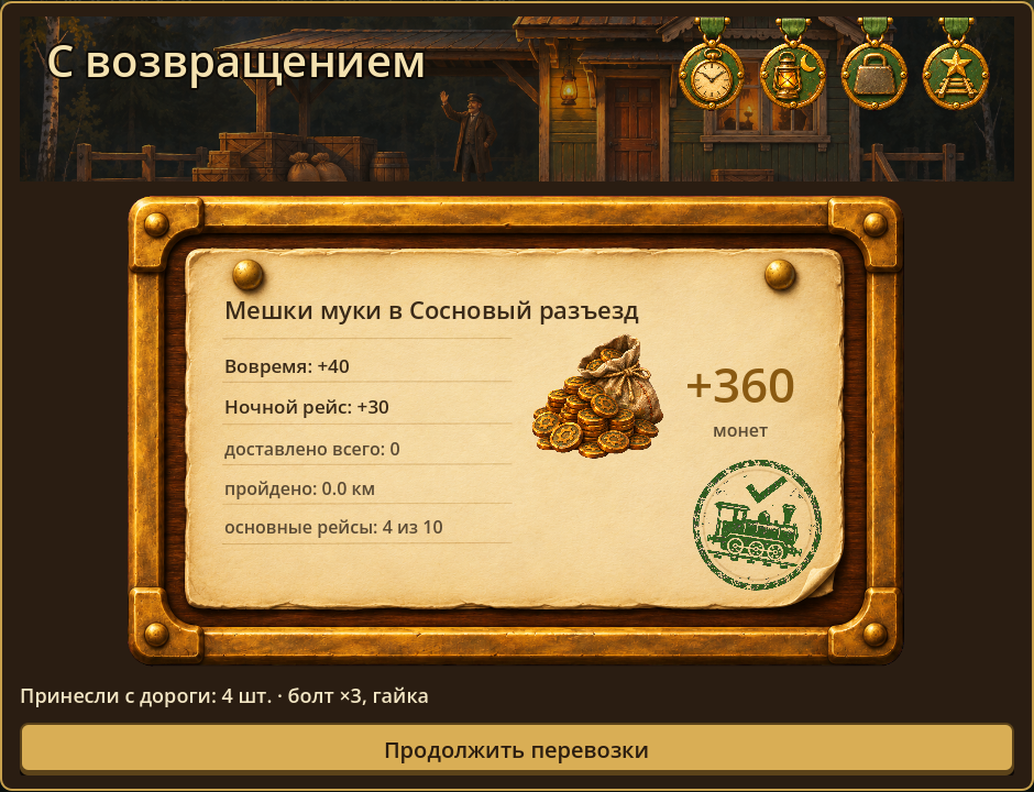 С возвращением
Мешки муки в Сосновый разъезд
Вовремя: +40
Ночной рейс: +30
доставлено всего: 0
пройдено: 0.0 км
основные рейсы: 4 из 10
+360
монет
Принесли с дороги: 4 шт. · болт ×3, гайка
Продолжить перевозки